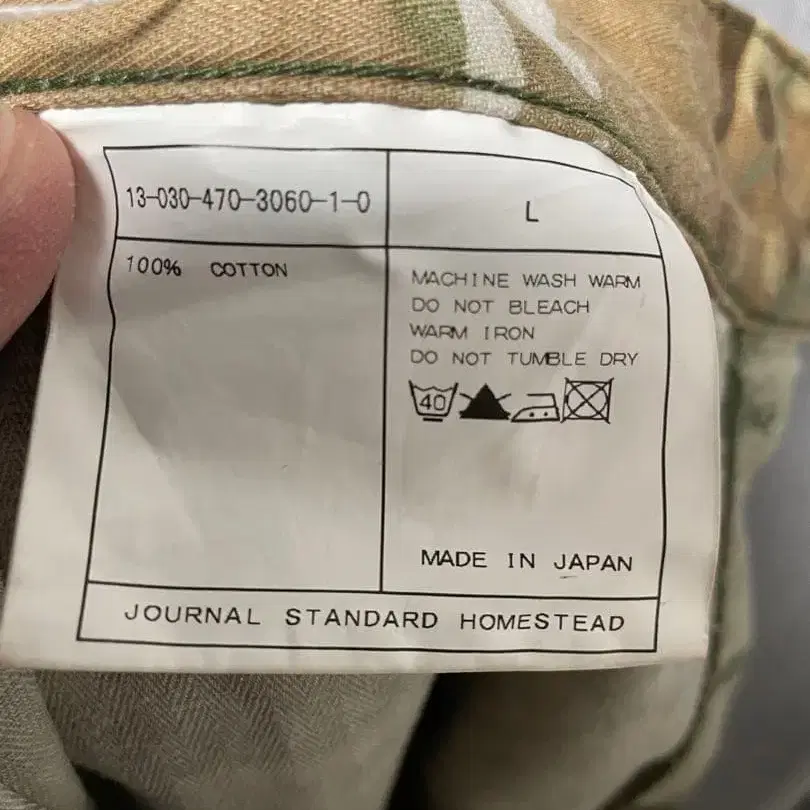 13-030-470-3060-1-0
L
100% COTTON
MACHINE WASH WARM
DO NOT BLEACH
WARM IRON
DO NOT TUMBLE DRY
40
MADE IN JAPAN
JOURNAL STANDARD HOMESTEAD